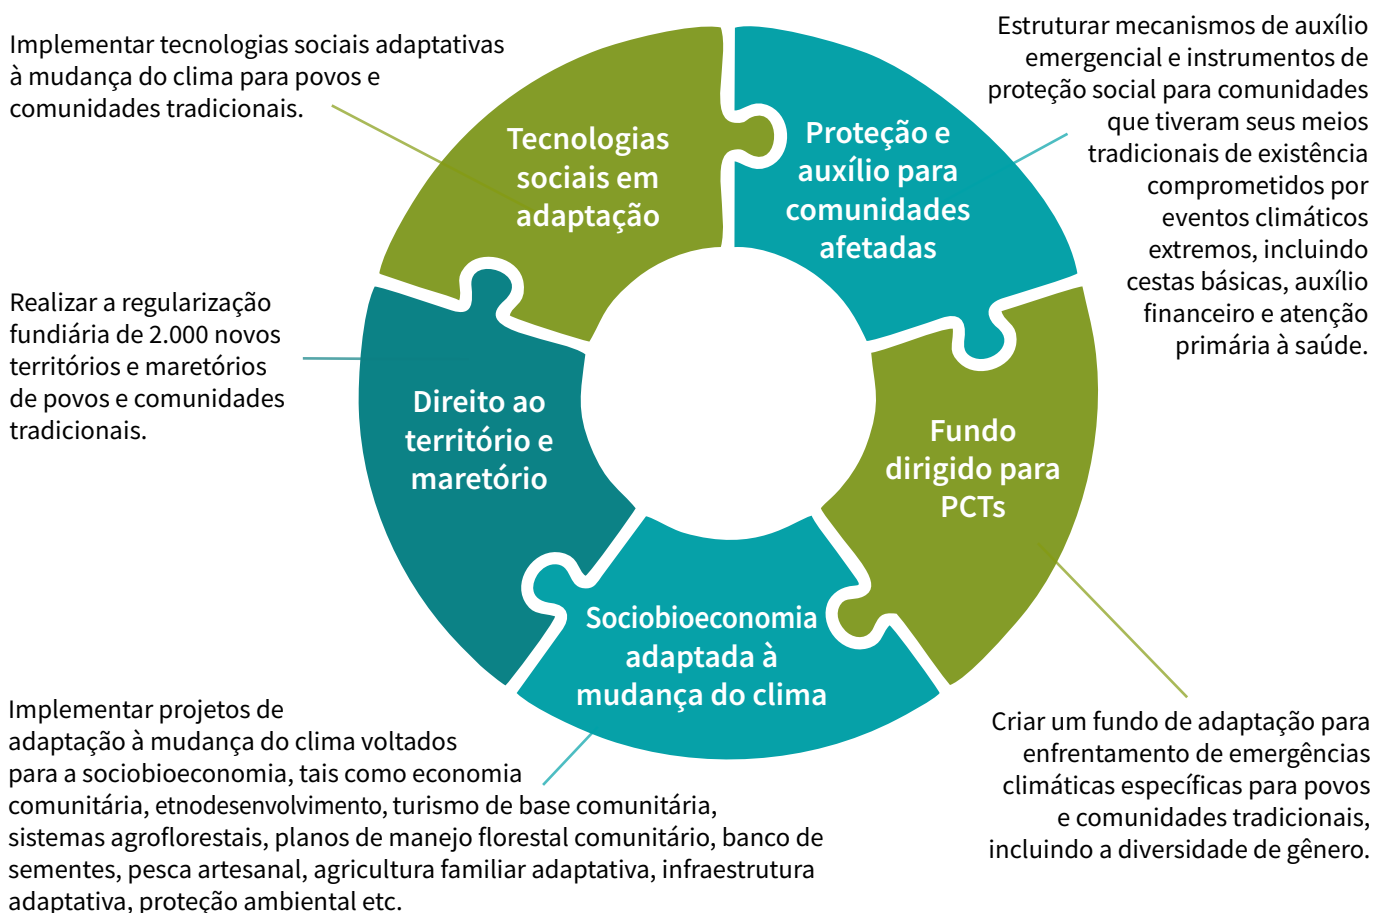 Implementar tecnologias sociais adaptativas
à mudança do clima para povos e
comunidades tradicionais.
Tecnologias
sociais em
adaptação
Estruturar mecanismos de auxílio
emergencial e instrumentos de
proteção social para comunidades
que tiveram seus meios
tradicionais de existência
comprometidos por
eventos climáticos
extremos, incluindo
cestas básicas, auxílio
financeiro e atenção
primária à saúde.
Proteção e
auxílio para
comunidades
afetadas
Realizar a regularização
fundiária de 2.000 novos
territórios e maretórios
de povos e comunidades
tradicionais.
Direito ao
território e
maretório
Fundo
dirigido para
PCTs
Sociobioeconomia
adaptada à
mudança do clima
Implementar projetos de
adaptação à mudança do clima voltados
para a sociobioeconomia, tais como economia
comunitária, etnodesenvolvimento, turismo de base comunitária,
sistemas agroflorestais, planos de manejo florestal comunitário, banco de
sementes, pesca artesanal, agricultura familiar adaptativa, infraestrutura
adaptativa, proteção ambiental etc.
Criar um fundo de adaptação para
enfrentamento de emergências
climáticas específicas para povos
e comunidades tradicionais,
incluindo a diversidade de gênero.